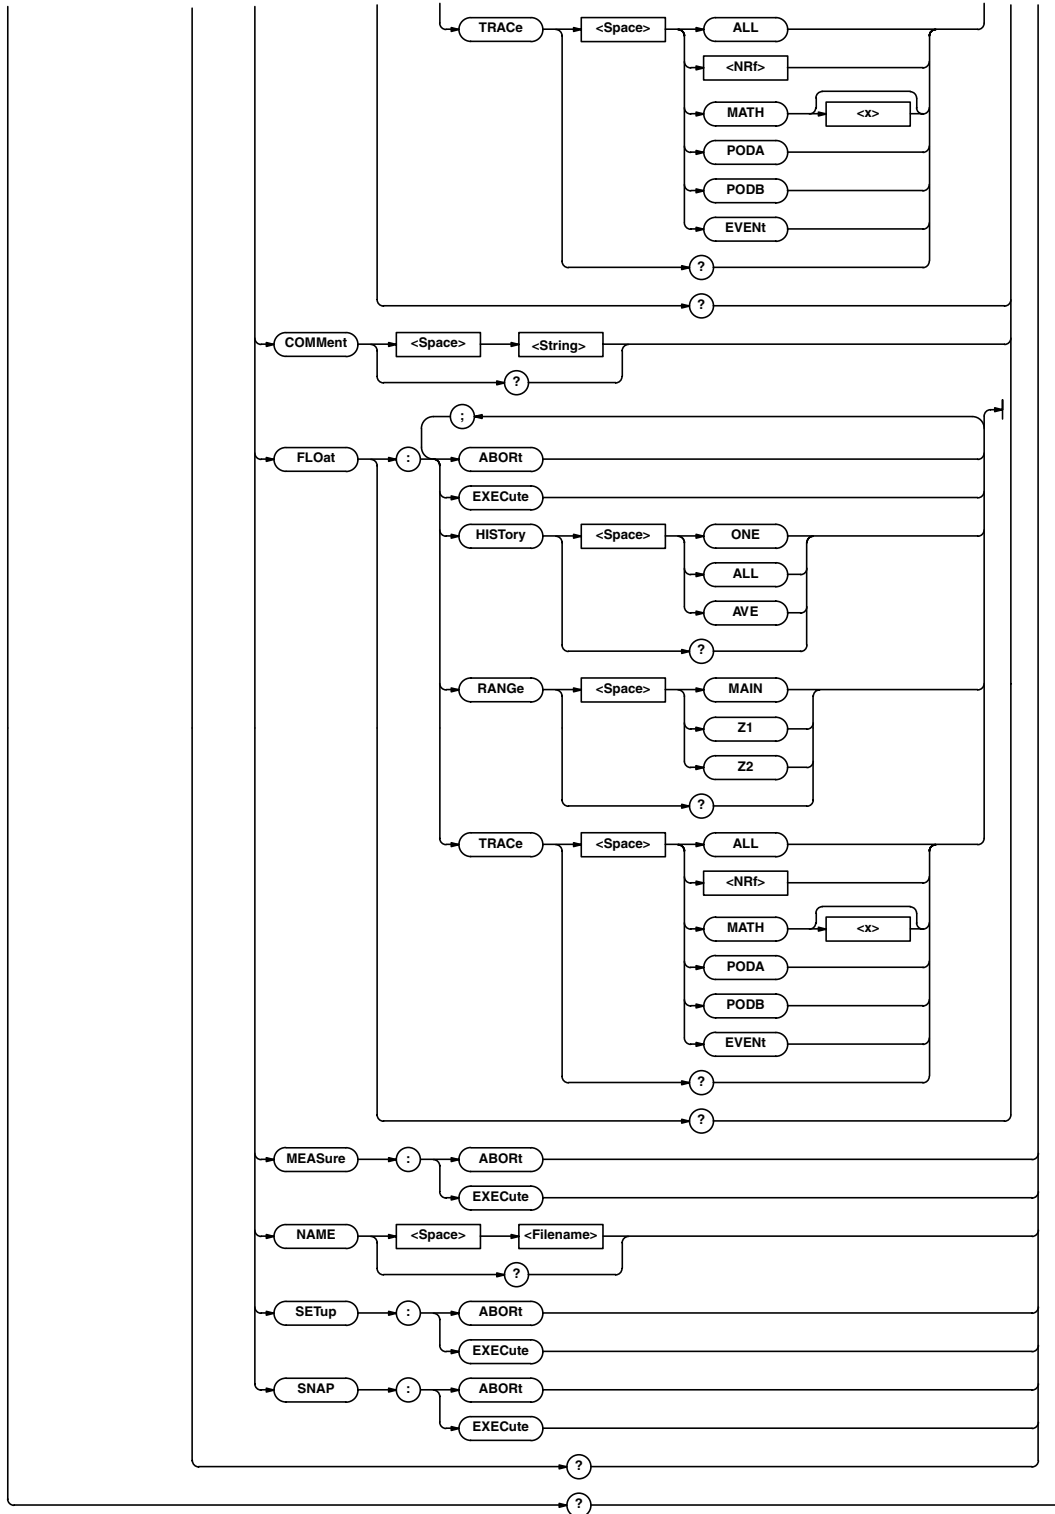 TRACe <Space> ALL
<NRf>
MATH <x>
PODA
PODB
EVENt
?
?
COMMent <Space> <String>
?
;
FLOat : ABORt
EXECute
HISTory <Space> ONE
ALL
AVE
?
RANGe <Space> MAIN
Z1
Z2
?
TRACe <Space> ALL
<NRf>
MATH <x>
PODA
PODB
EVENt
?
?
MEASure : ABORt
EXECute
NAME <Space> <Filename>
?
SETup : ABORt
EXECute
SNAP : ABORt
EXECute
?
?